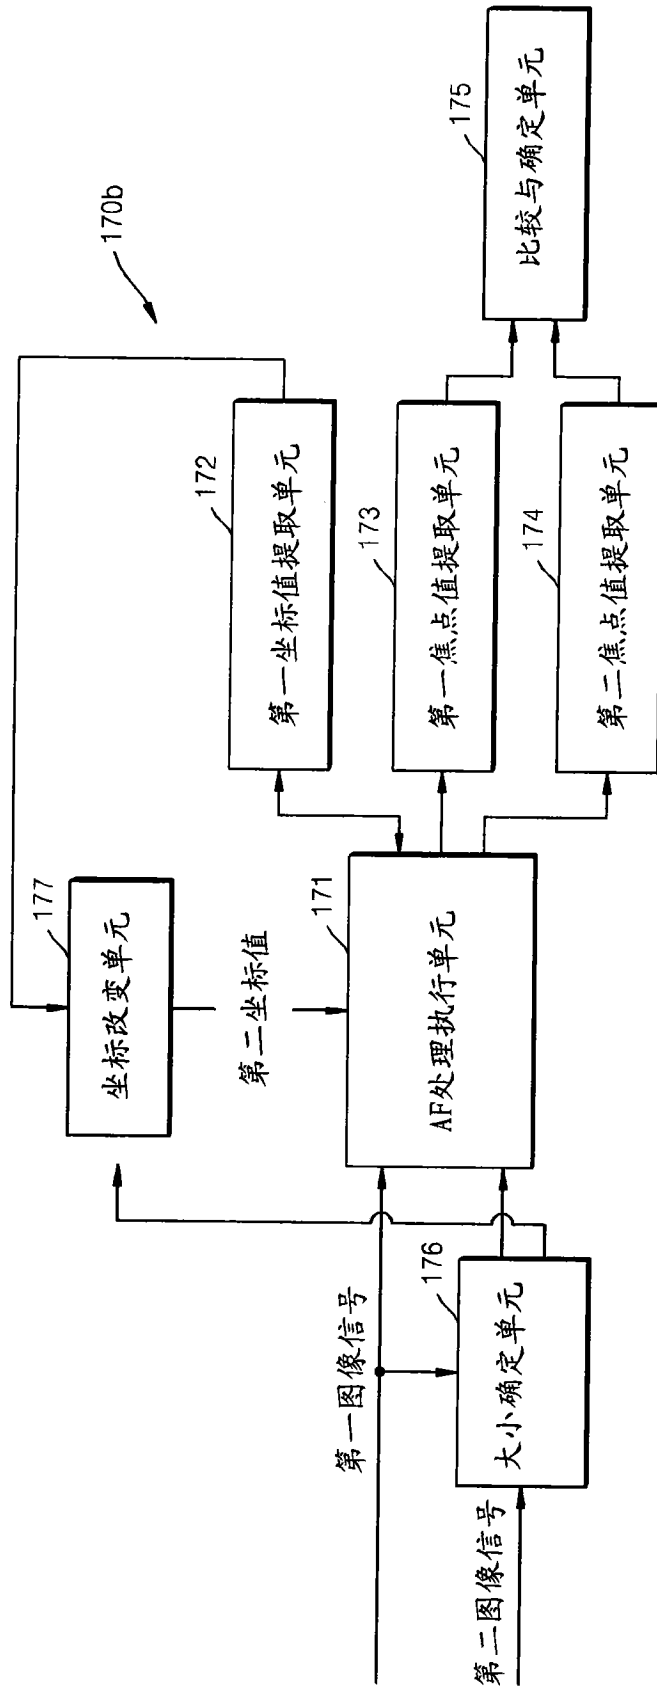 170b
177
坐标改变单元
第二坐标值
172
第一坐标值提取单元
第一图像信号
171
AF处理执行单元
173
第一焦点值提取单元
175
比较与确定单元
176
大小确定单元
第二图像信号
174
第二焦点值提取单元